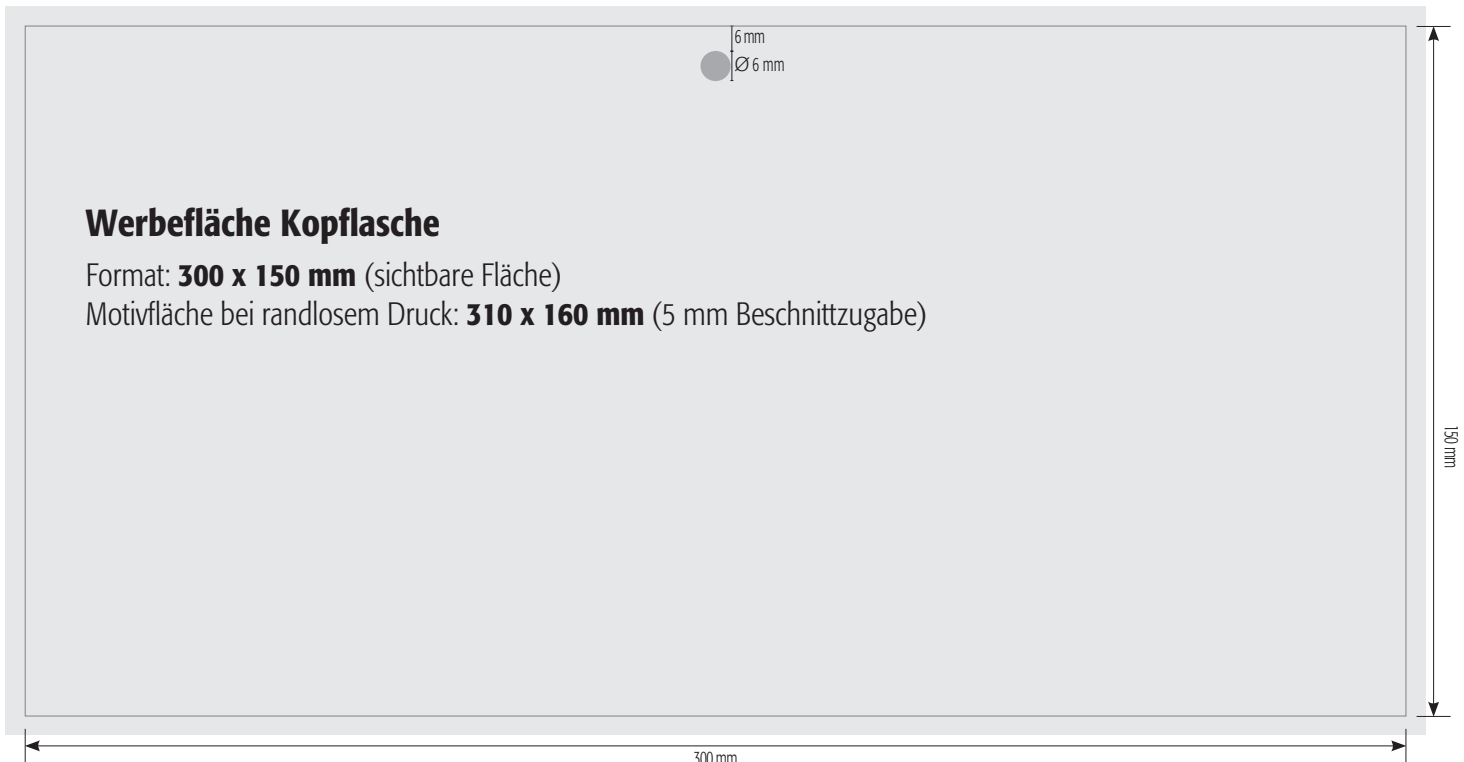 6 mm
Ø 6 mm
Werbefläche Kopflasche
Format: 300 x 150 mm (sichtbare Fläche)
Motivfläche bei randlosem Druck: 310 x 160 mm (5 mm Beschnittzugabe)
150 mm
300 mm